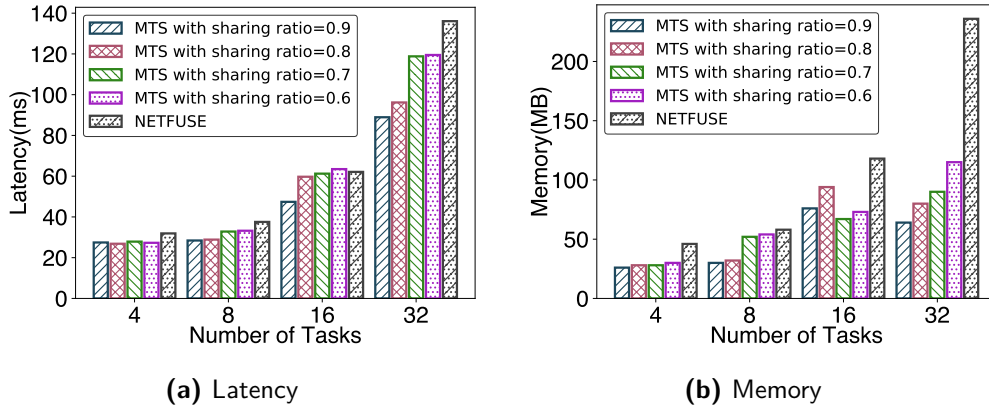 140
120
100
80
60
40
20
0
Latency(ms)
MTS with sharing ratio=0.9
MTS with sharing ratio=0.8
MTS with sharing ratio=0.7
MTS with sharing ratio=0.6
NETFUSE
4 8 16 32
Number of Tasks
(a) Latency
200
150
100
50
0
Memory(MB)
MTS with sharing ratio=0.9
MTS with sharing ratio=0.8
MTS with sharing ratio=0.7
MTS with sharing ratio=0.6
NETFUSE
4 8 16 32
Number of Tasks
(b) Memory